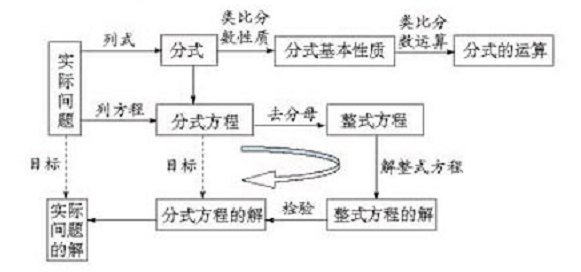 类比分
数性质
类比分
数运算
列式
实际问题
分式
分式基本性质
分式的运算
列方程
分式方程
去分母
整式方程
目标
目标
解整式方程
实际
问题
的解
分式方程的解
检验
整式方程的解